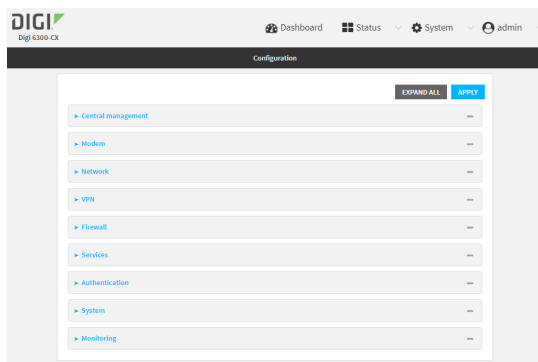 DIGI
Digi 6300-CX
Dashboard Status System admin
Configuration
EXPAND ALL APPLY
Central management
Modem
Network
VPN
Firewall
Services
Authentication
System
Monitoring